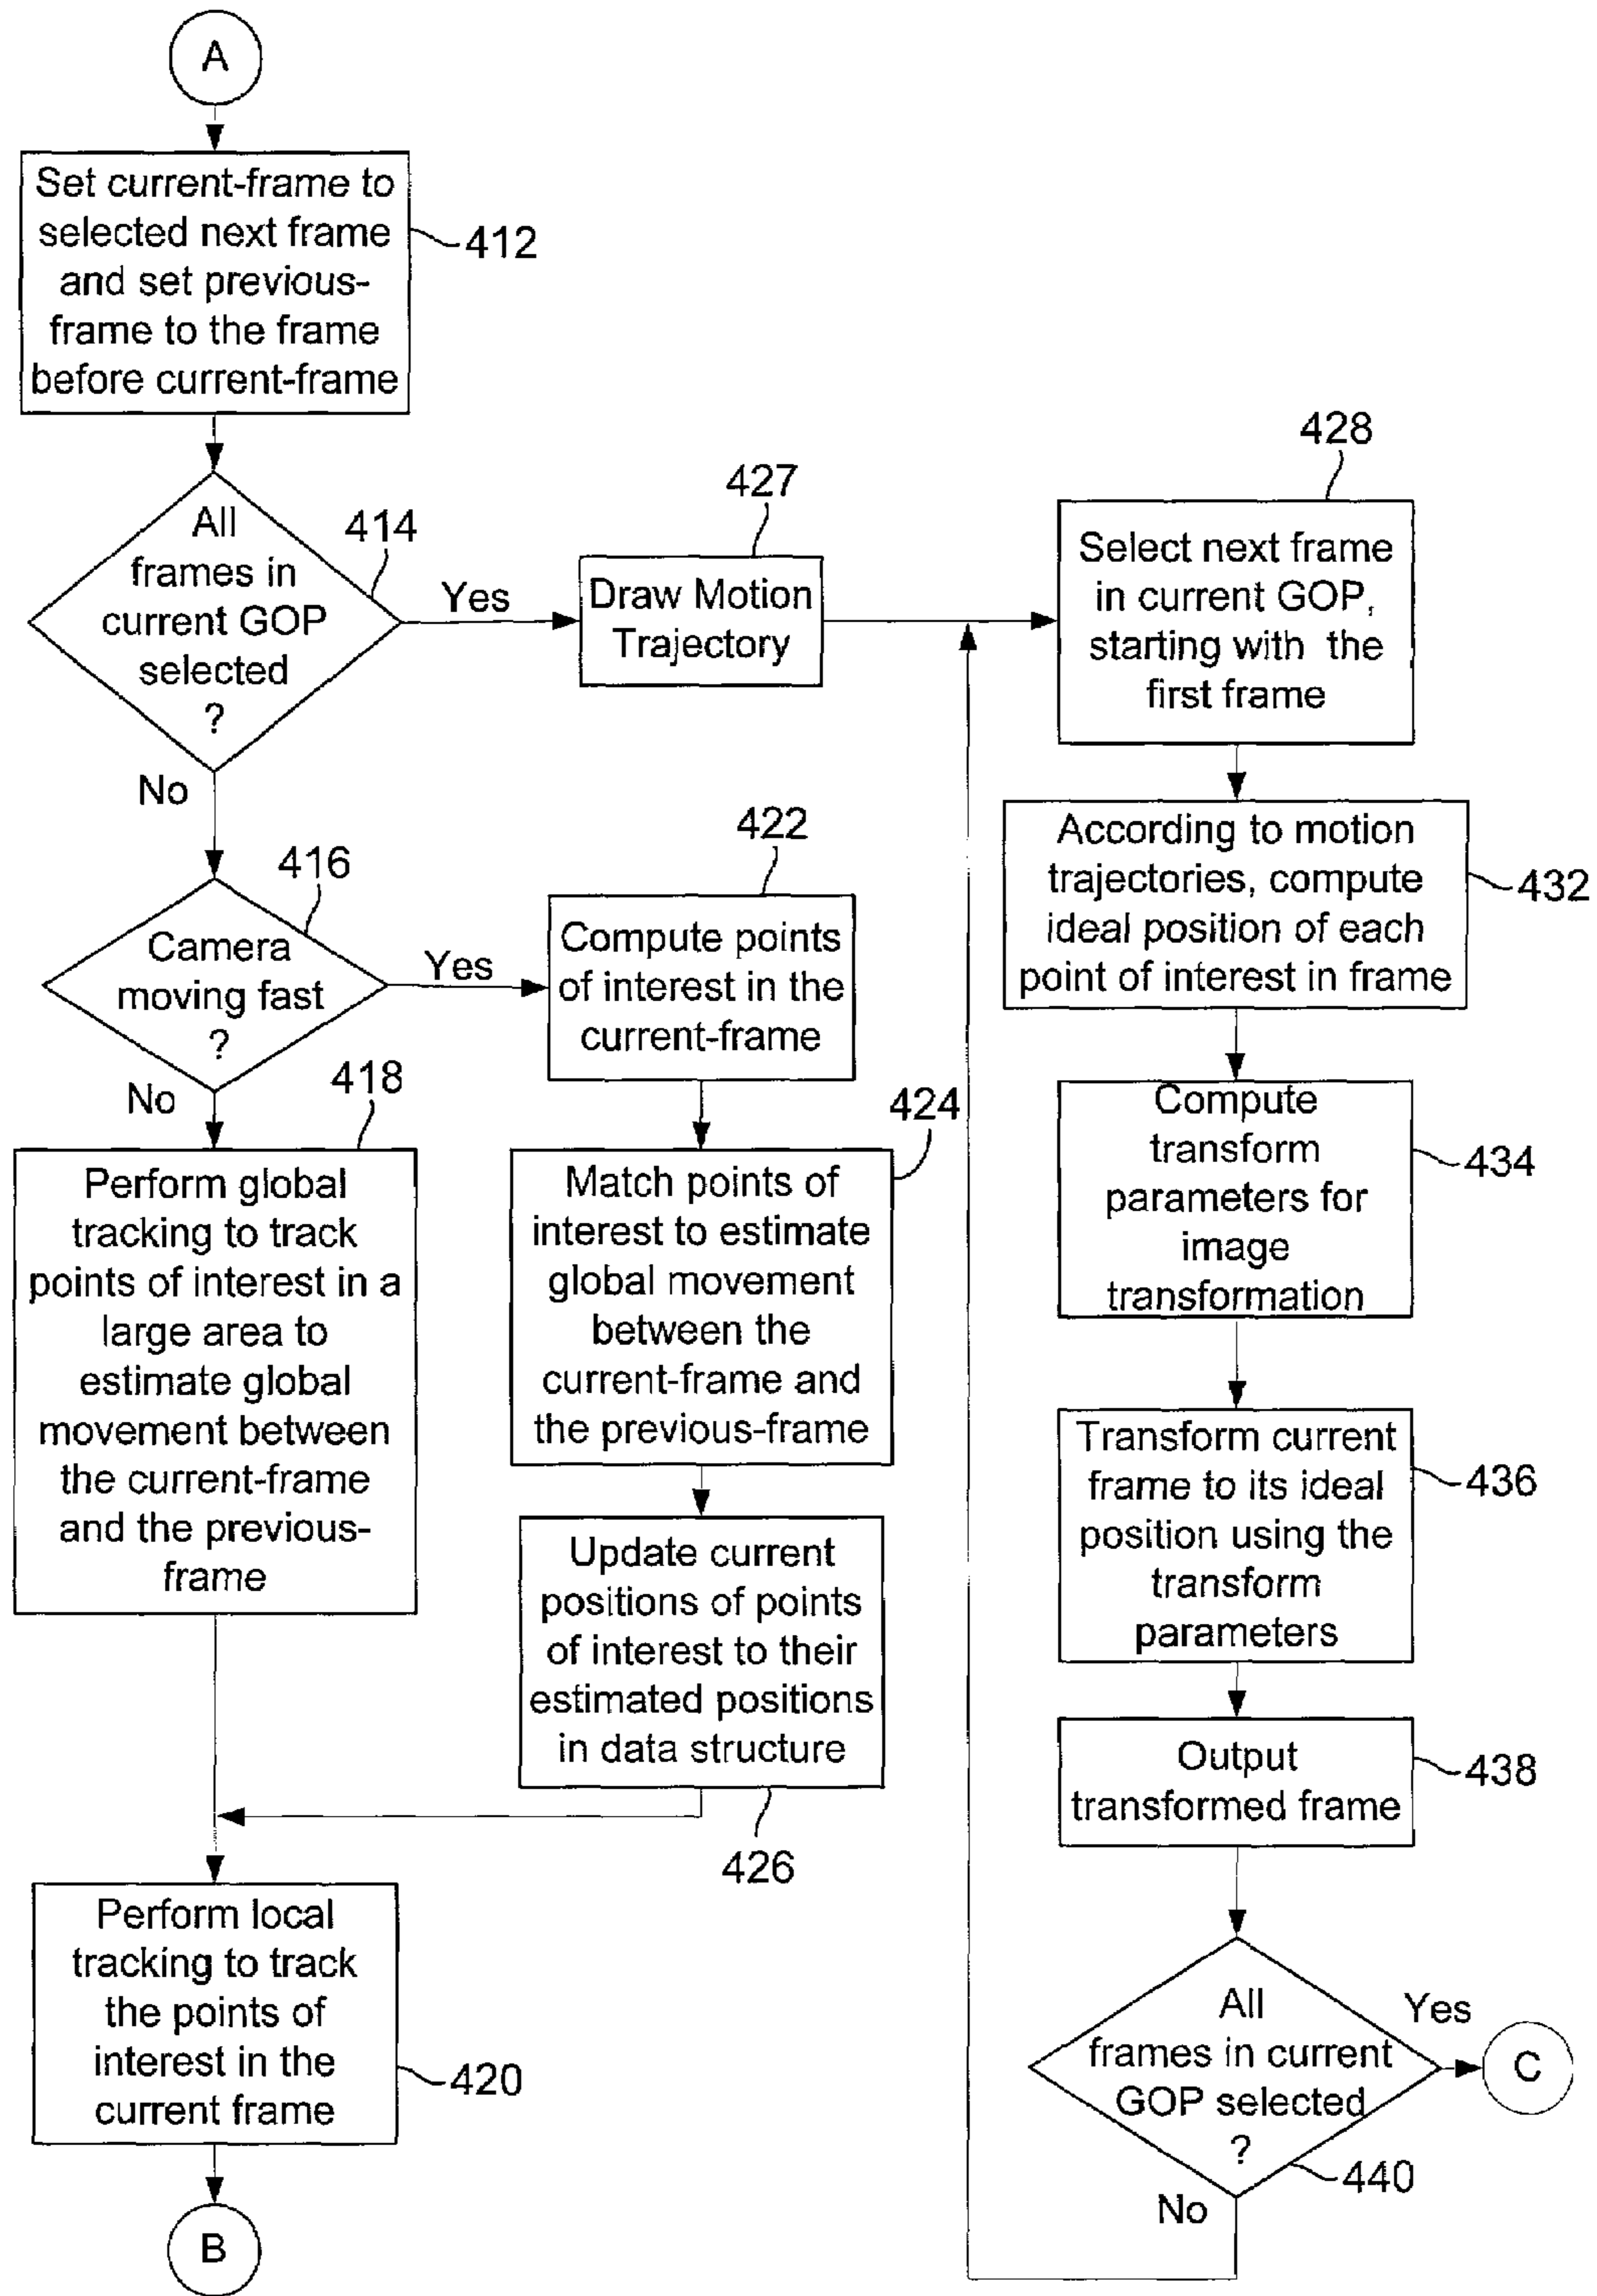 A
Set current-frame to
selected next frame
and set previous-
frame to the frame
before current-frame
412
All
frames in
current GOP
selected
?
414
Yes
No
427
Draw Motion
Trajectory
416
Camera
moving fast
?
Yes
No
422
Compute points
of interest in the
current-frame
418
Perform global
tracking to track
points of interest in a
large area to
estimate global
movement between
the current-frame
and the previous-
frame
424
Match points of
interest to estimate
global movement
between the
current-frame and
the previous-frame
Update current
positions of points
of interest to their
estimated positions
in data structure
426
Perform local
tracking to track
the points of
interest in the
current frame
420
B
428
Select next frame
in current GOP,
starting with the
first frame
According to motion
trajectories, compute
ideal position of each
point of interest in frame
432
Compute
transform
parameters for
image
transformation
434
Transform current
frame to its ideal
position using the
transform
parameters
436
Output
transformed frame
438
All
frames in current
GOP selected
?
440
Yes
C
No